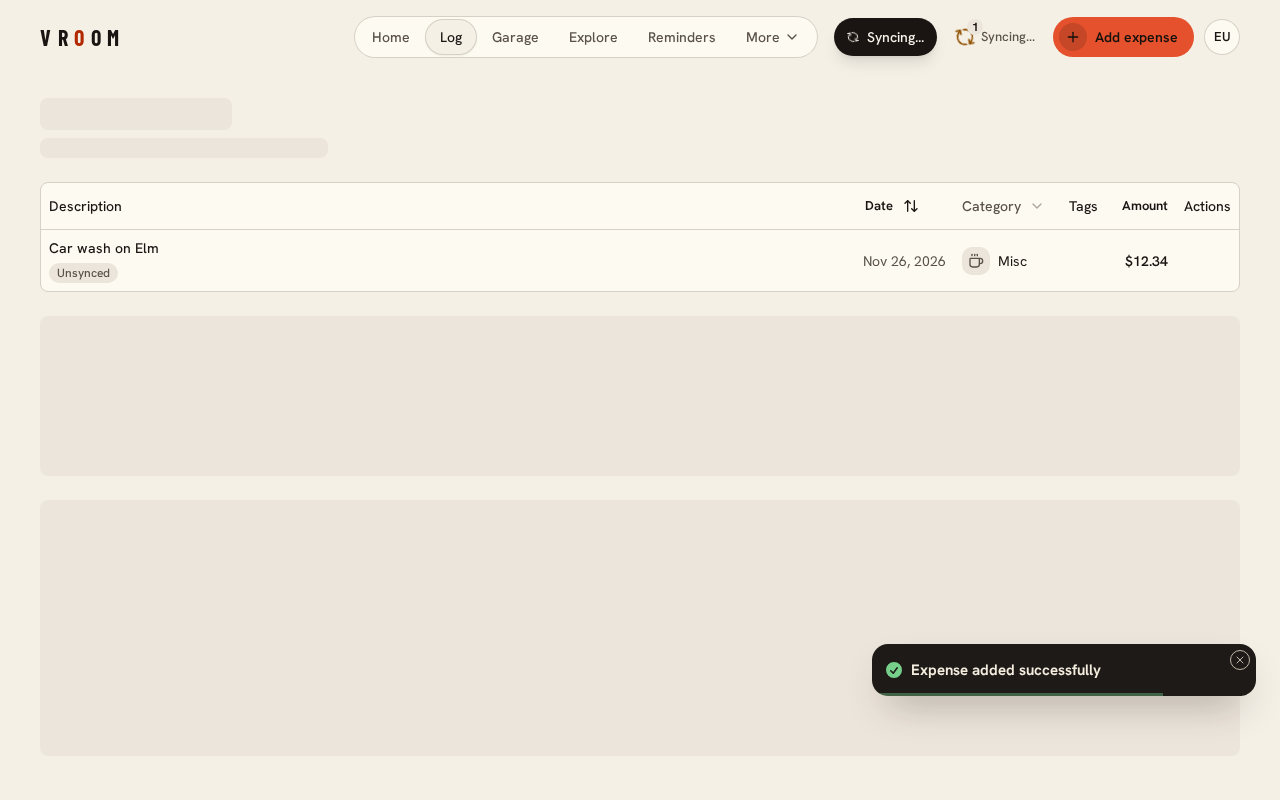 VROOM
Home Log Garage Explore Reminders More
Syncing...
1
Syncing...
Add expense
EU
Description Date Category Tags Amount Actions
Car wash on Elm
Unsynced
Nov 26, 2026 Misc $12.34
Expense added successfully